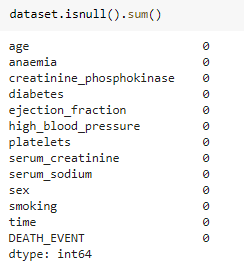 dataset.isnull().sum()
age 0
anaemia 0
creatinine_phosphokinase 0
diabetes 0
ejection_fraction 0
high_blood_pressure 0
platelets 0
serum_creatinine 0
serum_sodium 0
sex 0
smoking 0
time 0
DEATH_EVENT 0
dtype: int64